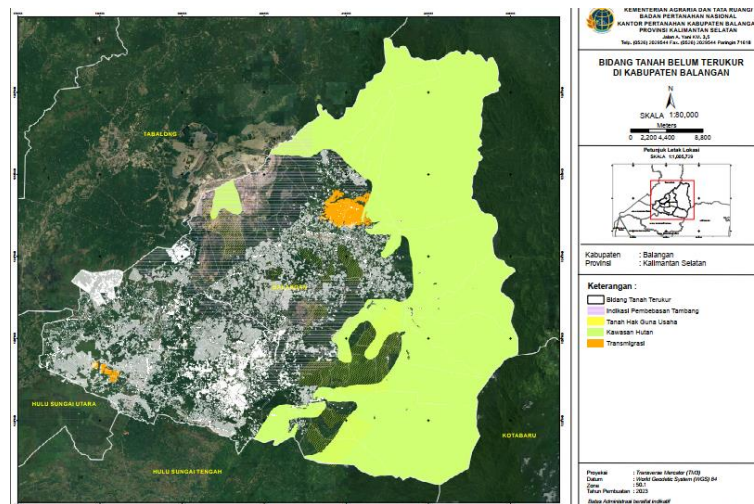 KEMENTERIAN AGRARIA DAN TATA RUANG/
BADAN PERTANAHAN NASIONAL
KANTOR PERTANAHAN KABUPATEN BALANGAN
PROVINSI KALIMANTAN SELATAN
BIDANG TANAH BELUM TERUKUR
DI KABUPATEN BALANGAN
N
SKALA 1:80,000
Meters
0 2,200 4,400 8,800
Petunjuk Letak Lokasi
Kabupaten : Balangan
Provinsi : Kalimantan Selatan
Keterangan :
Bidang Tanah Terukur
Indikasi Pembebasan Tambang
Tanah Hak Guna Usaha
Kawasan Hutan
Transmigrasi
Proyeksi : Transverse Mercator (TM3)
Datum : World Geodetic System (WGS) 84
Zona : 50.1
Tahun Pembuatan : 2023
TABALONG
HULU SUNGAI UTARA
HULU SUNGAI TENGAH
KOTABARU